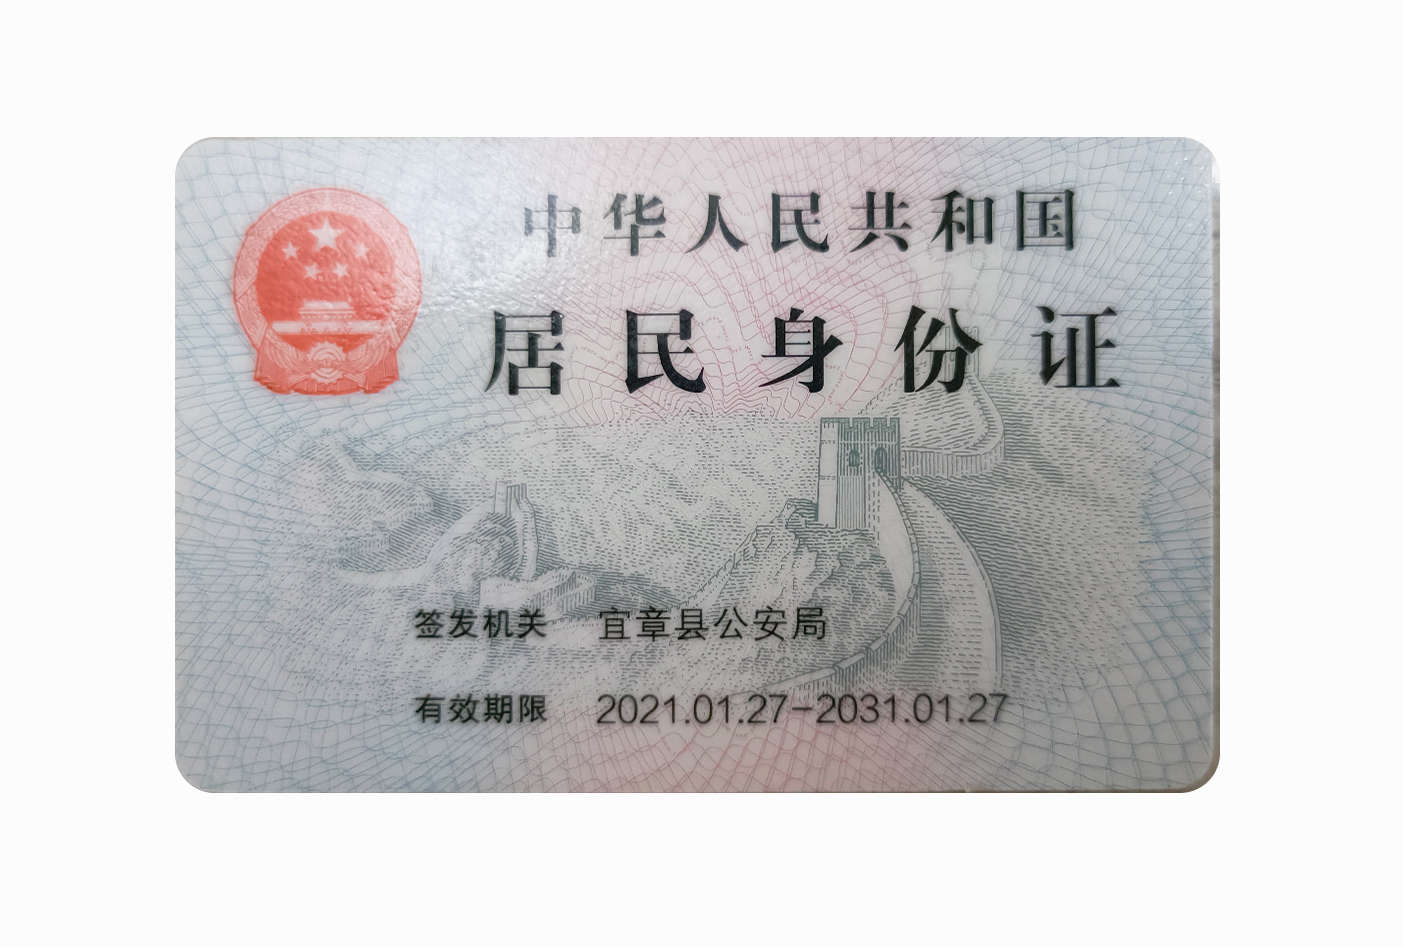 中华人民共和国
居民身份证
签发机关 宜章县公安局
有效期限 2021.01.27-2031.01.27